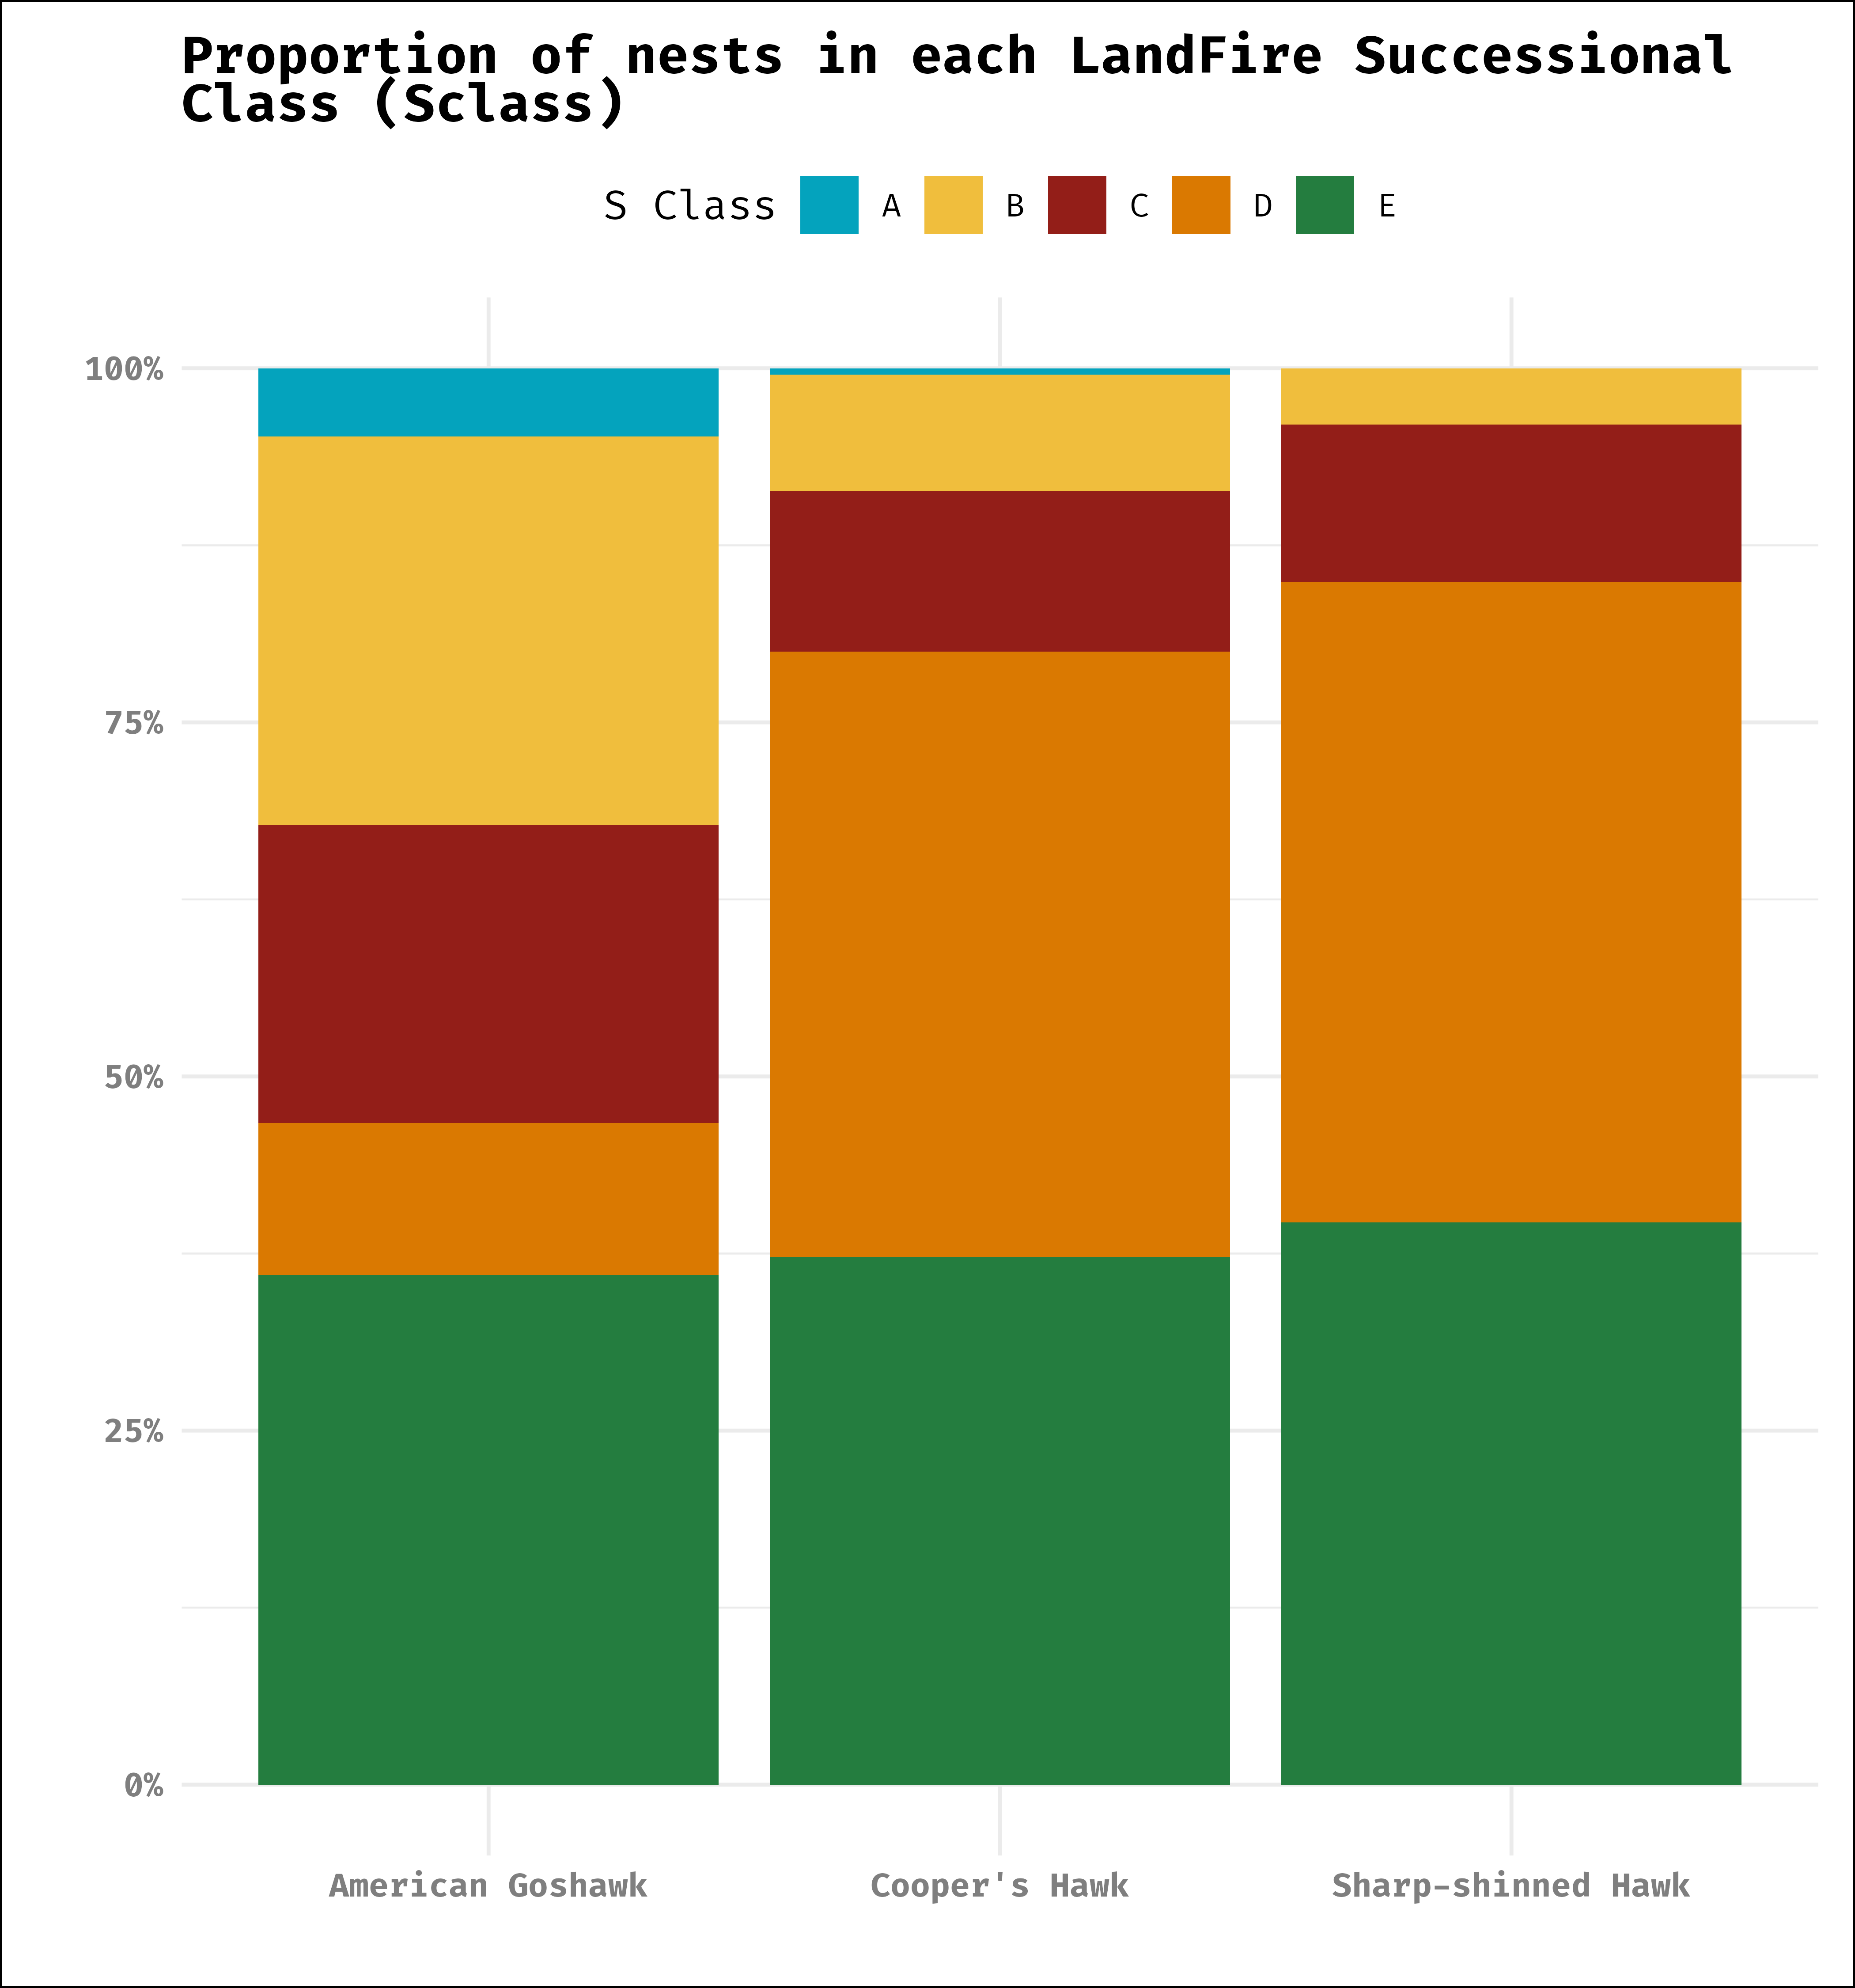 Proportion of nests in each LandFire Successional
Class (Sclass)
S Class A B C D E
100%
75%
50%
25%
0%
American Goshawk Cooper's Hawk Sharp-shinned Hawk